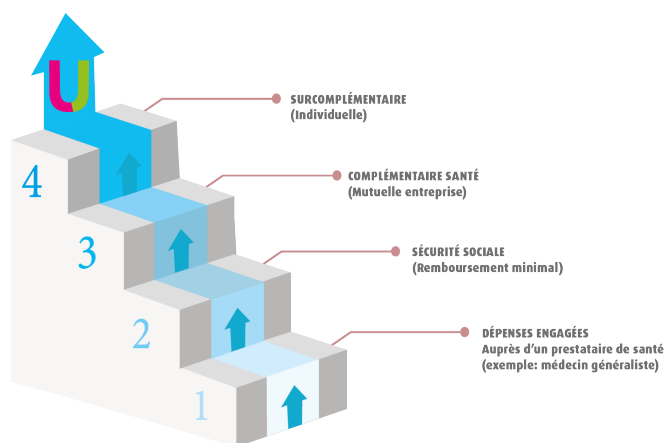 U
4
SURCOMPLÉMENTAIRE
(Individuelle)
3
COMPLÉMENTAIRE SANTÉ
(Mutuelle entreprise)
2
SÉCURITÉ SOCIALE
(Remboursement minimal)
1
DÉPENSES ENGAGÉES
Auprès d'un prestataire de santé
(exemple: médecin généraliste)